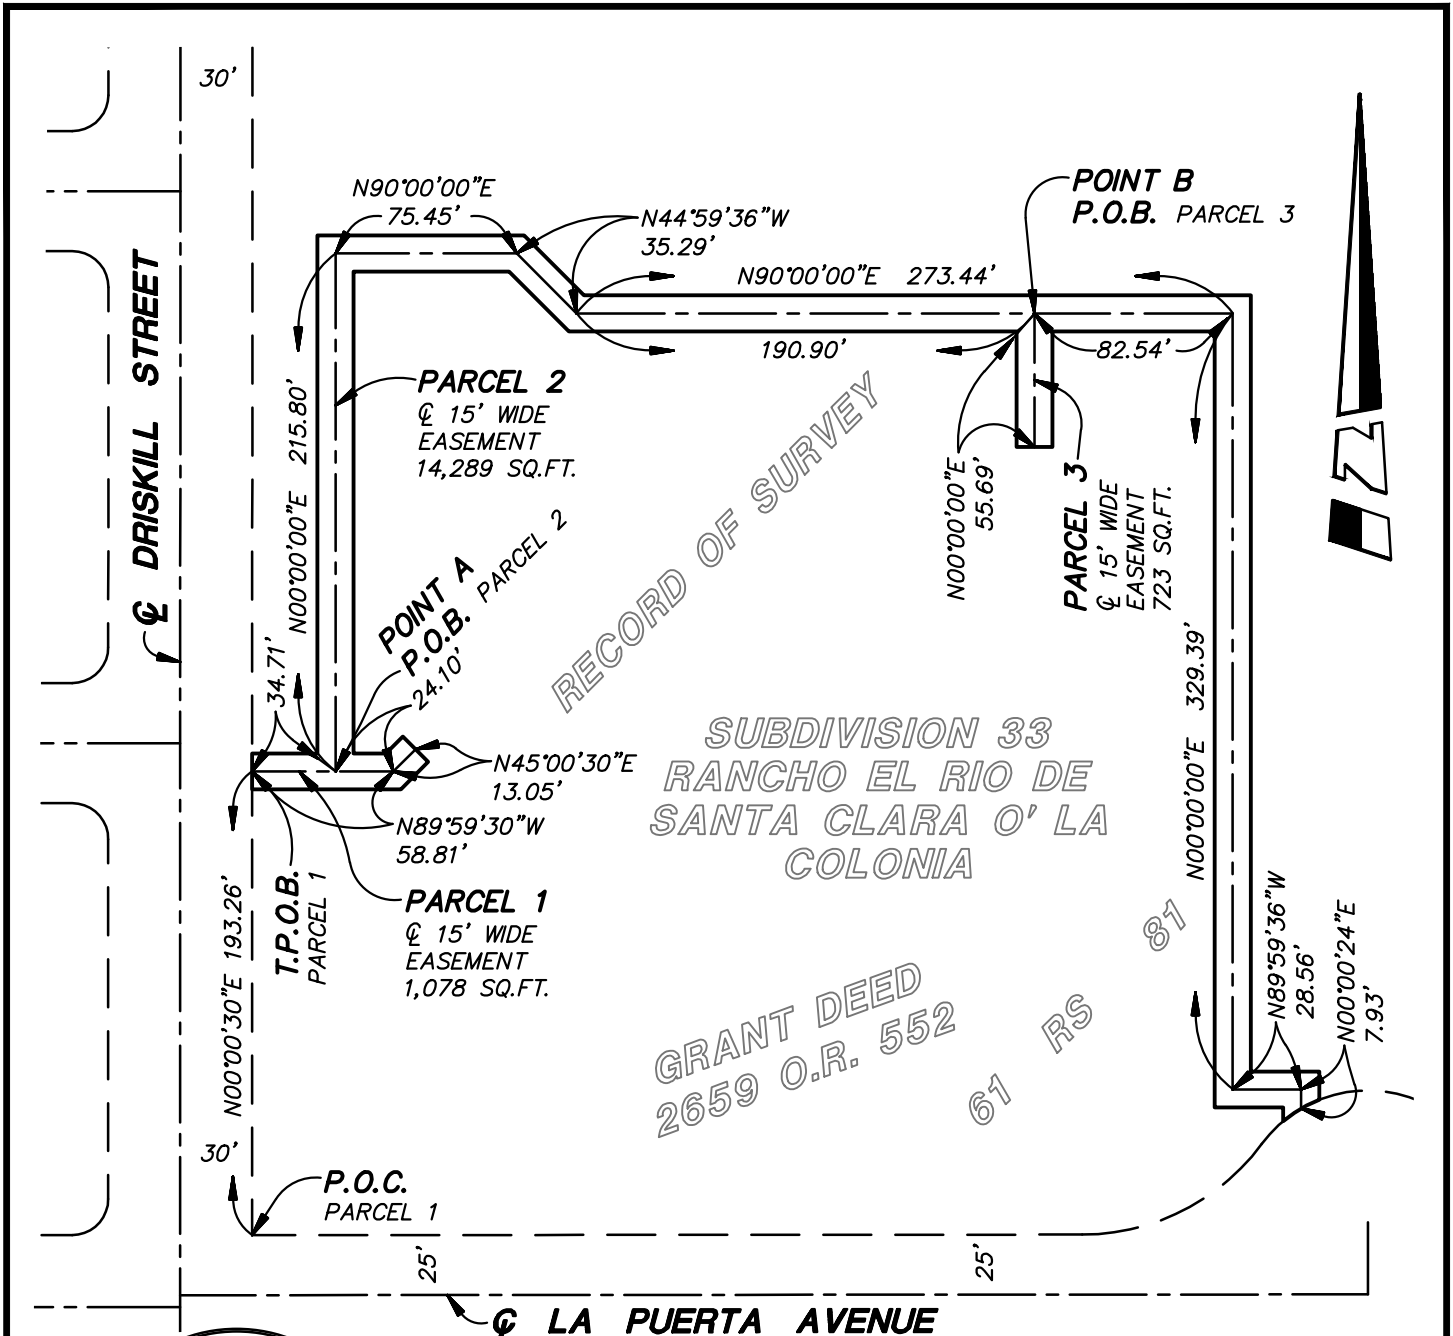 30'
N90°00'00"E
75.45'
N44°59'36"W
35.29'
POINT B
P.O.B. PARCEL 3
N90°00'00"E 273.44'
190.90'
82.54'
℄ DRISKILL STREET
N00°00'00"E 215.80'
PARCEL 2
℄ 15' WIDE
EASEMENT
14,289 SQ.FT.
RECORD OF SURVEY
N00°00'00"E
55.69'
PARCEL 3
℄ 15' WIDE
EASEMENT
723 SQ.FT.
N
POINT A
P.O.B. PARCEL 2
34.71'
24.10'
N45°00'30"E
13.05'
N89°59'30"W
58.81'
SUBDIVISION 33
RANCHO EL RIO DE
SANTA CLARA O' LA
COLONIA
N00°00'00"E 329.39'
T.P.O.B.
PARCEL 1
PARCEL 1
℄ 15' WIDE
EASEMENT
1,078 SQ.FT.
N00°00'30"E 193.26'
GRANT DEED
2659 O.R. 552
61 RS 81
N89°59'36"W
28.56'
N00°00'24"E
7.93'
30'
P.O.C.
PARCEL 1
25'
25'
℄ LA PUERTA AVENUE